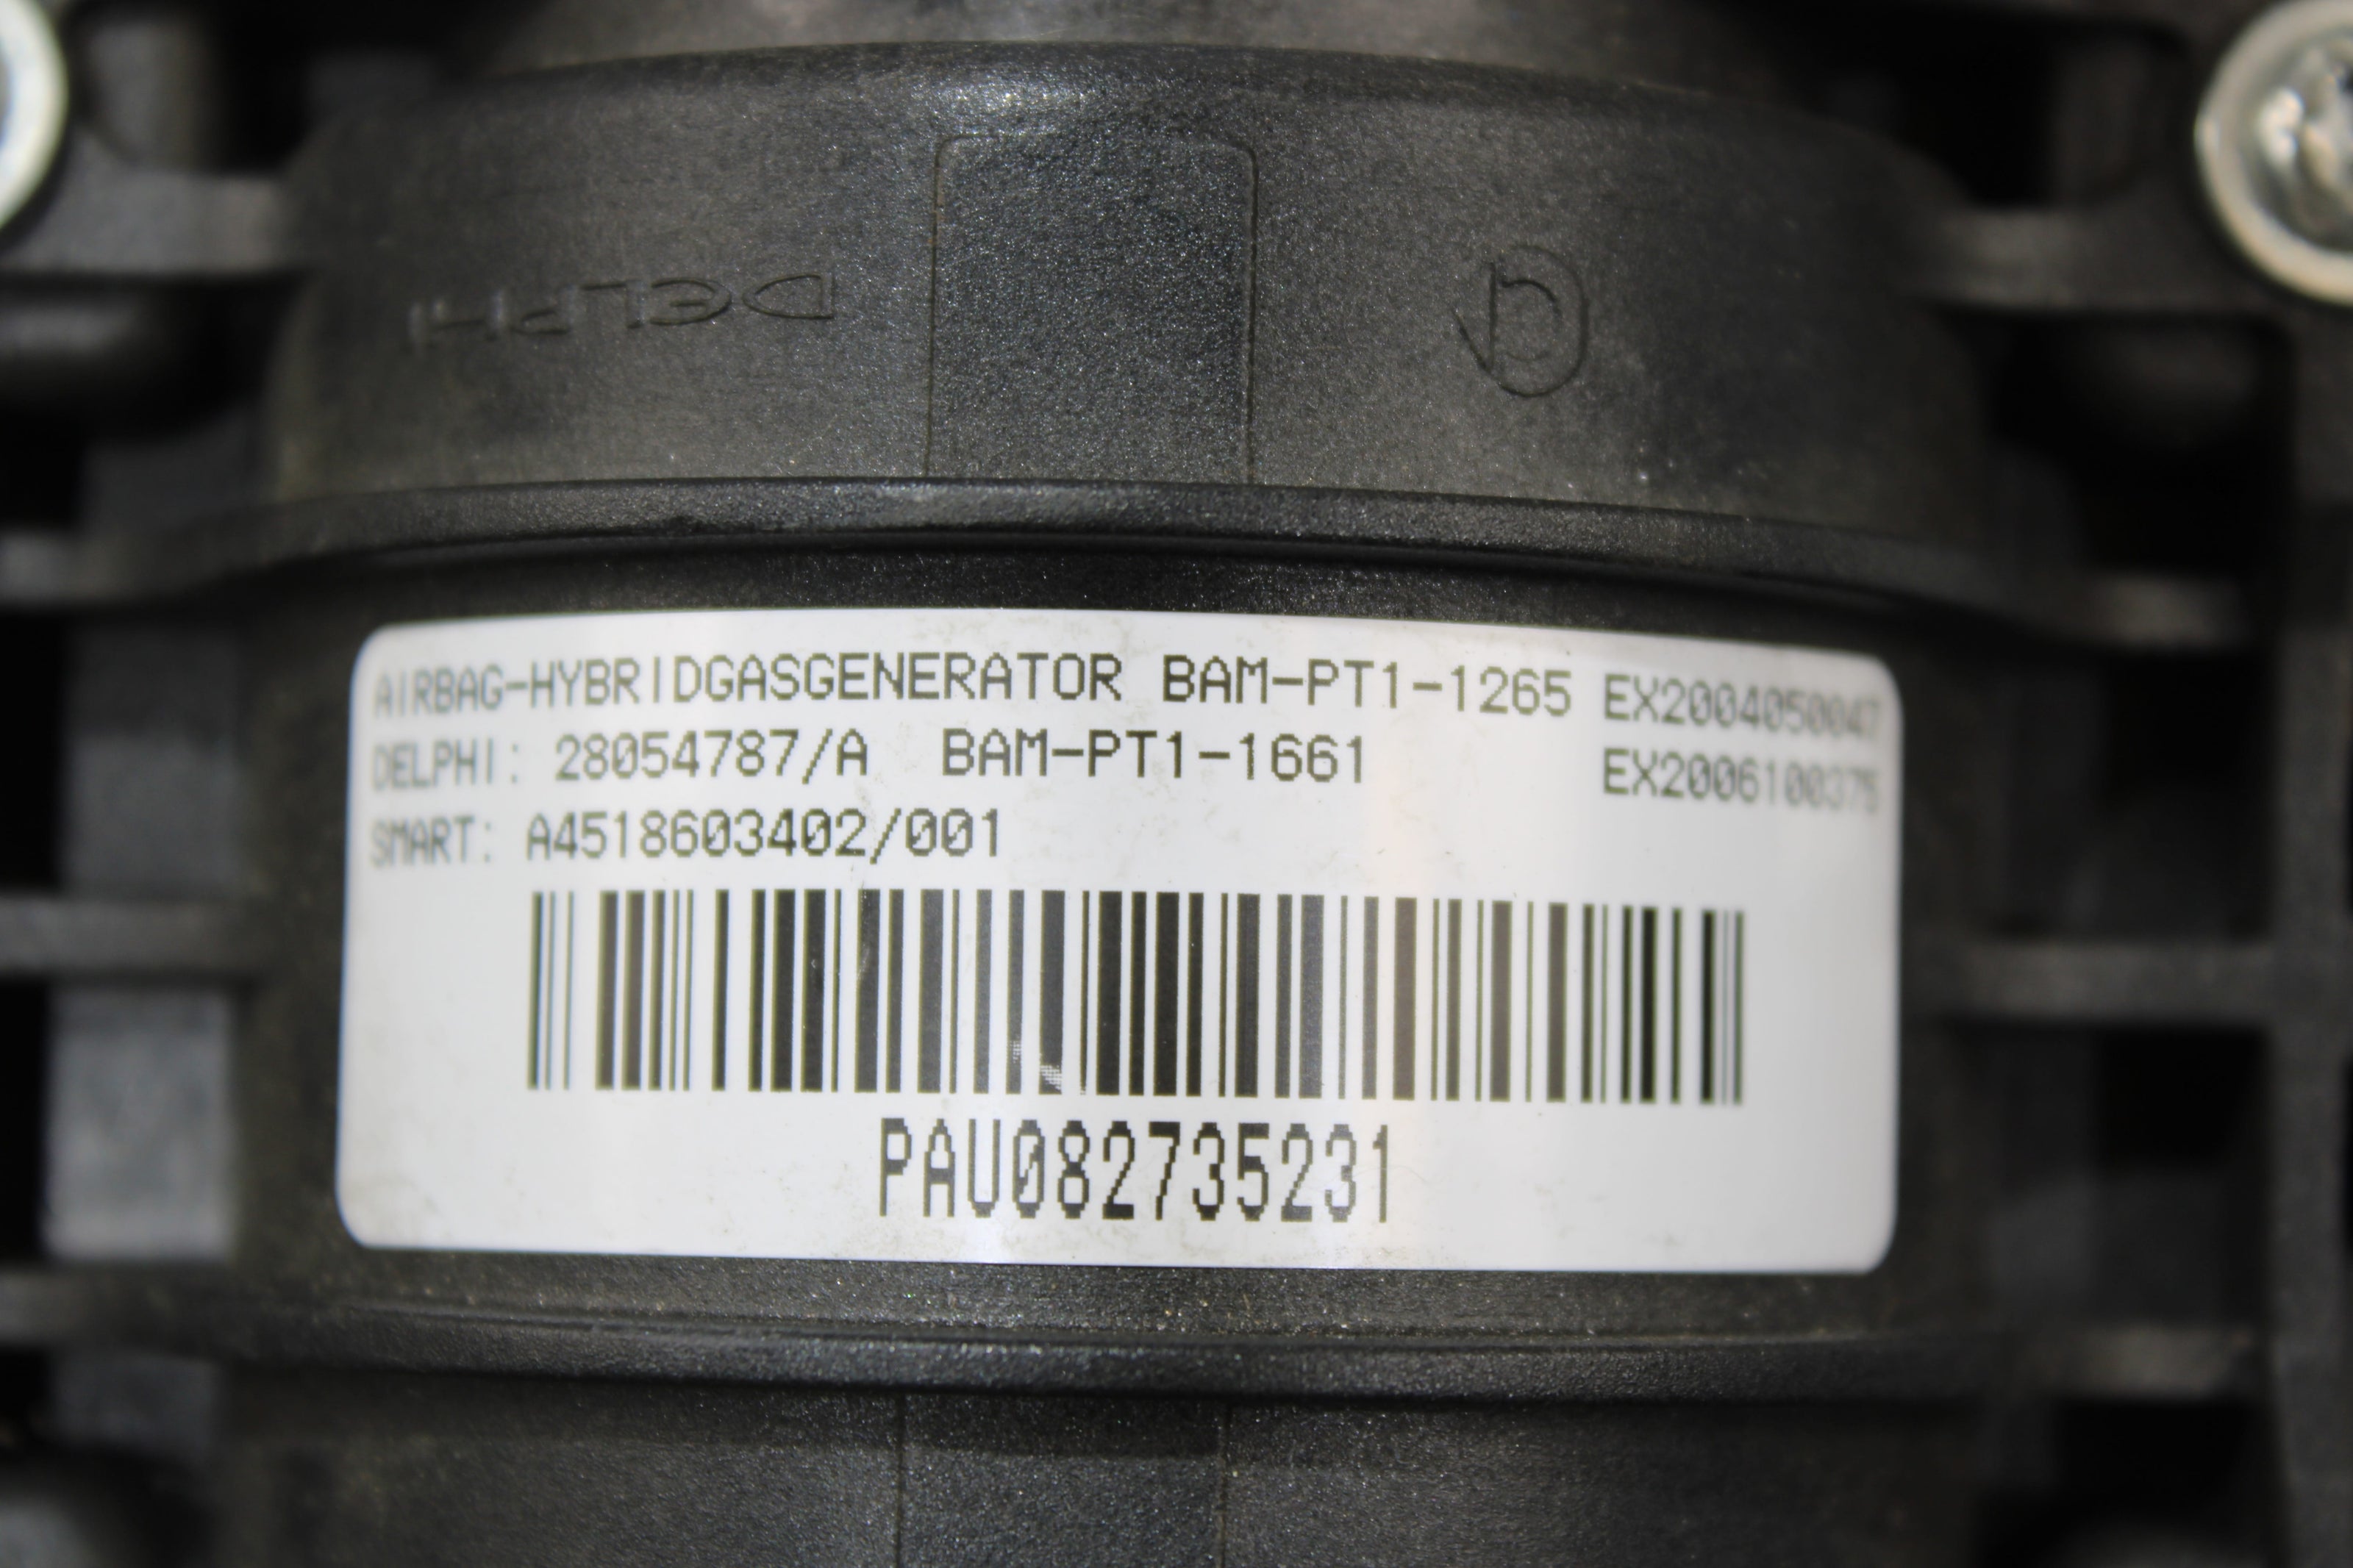 DELPHI
AIRBAG-HYBRIDGASGENERATOR BAM-PT1-1265 EX2004050047
DELPHI: 28054787/A BAM-PT1-1661 EX2006100375
SMART: A4518603402/001
PAU082735231